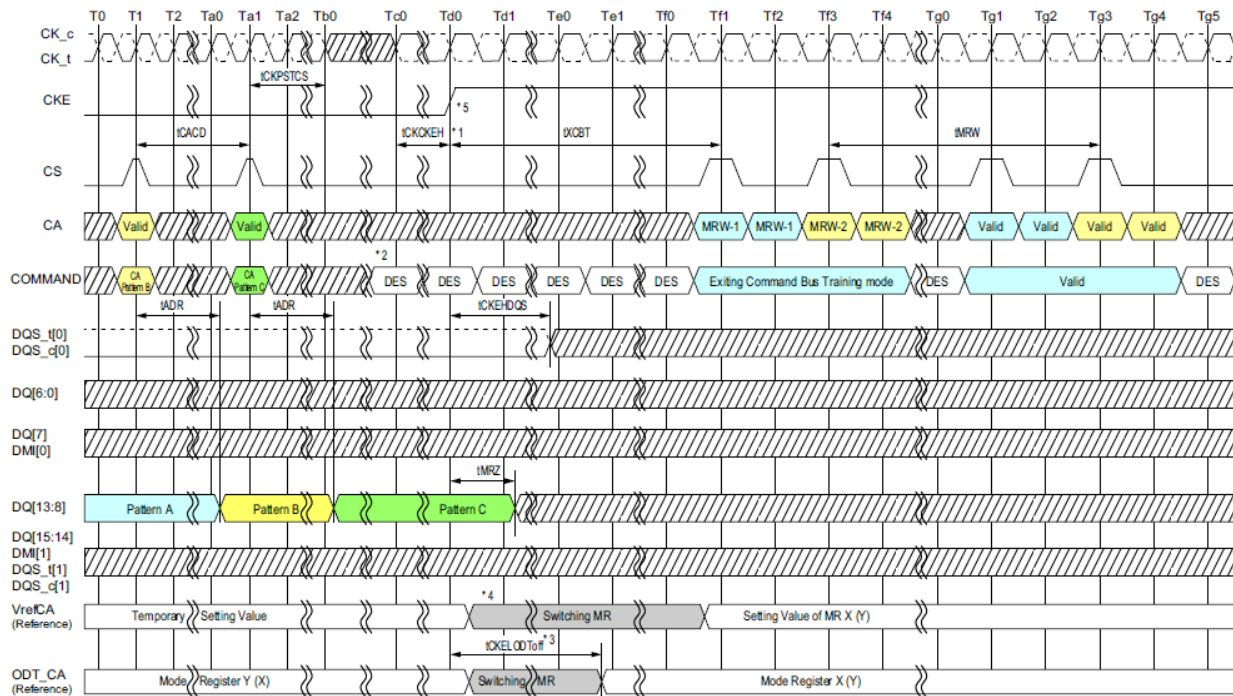 T0 T1 T2 Ta0 Ta1 Ta2 Tb0 Tc0 Td0 Td1 Te0 Te1 Tf0 Tf1 Tf2 Tf3 Tf4 Tg0 Tg1 Tg2 Tg3 Tg4 Tg5
CK_c
CK_t
tCKPSTCS
CKE
*5
tCACD tCKCKEH *1 tXCBT tMRW
CS
CA Valid Valid MRW-1 MRW-1 MRW-2 MRW-2 Valid Valid Valid Valid
*2
COMMAND CA Pattern B CA Pattern C DES DES DES DES DES DES Exiting Command Bus Training mode DES Valid DES
tADR tADR tCKEHDQS
DQS_t[0]
DQS_c[0]
DQ[6:0]
DQ[7]
DMI[0]
tMRZ
DQ[13:8] Pattern A Pattern B Pattern C
DQ[15:14]
DMI[1]
DQS_t[1]
DQS_c[1]
*4
VrefCA Temporary Setting Value Switching MR Setting Value of MR X (Y)
(Reference)
tCKELODToff *3
ODT_CA Mode Register Y (X) Switching MR Mode Register X (Y)
(Reference)